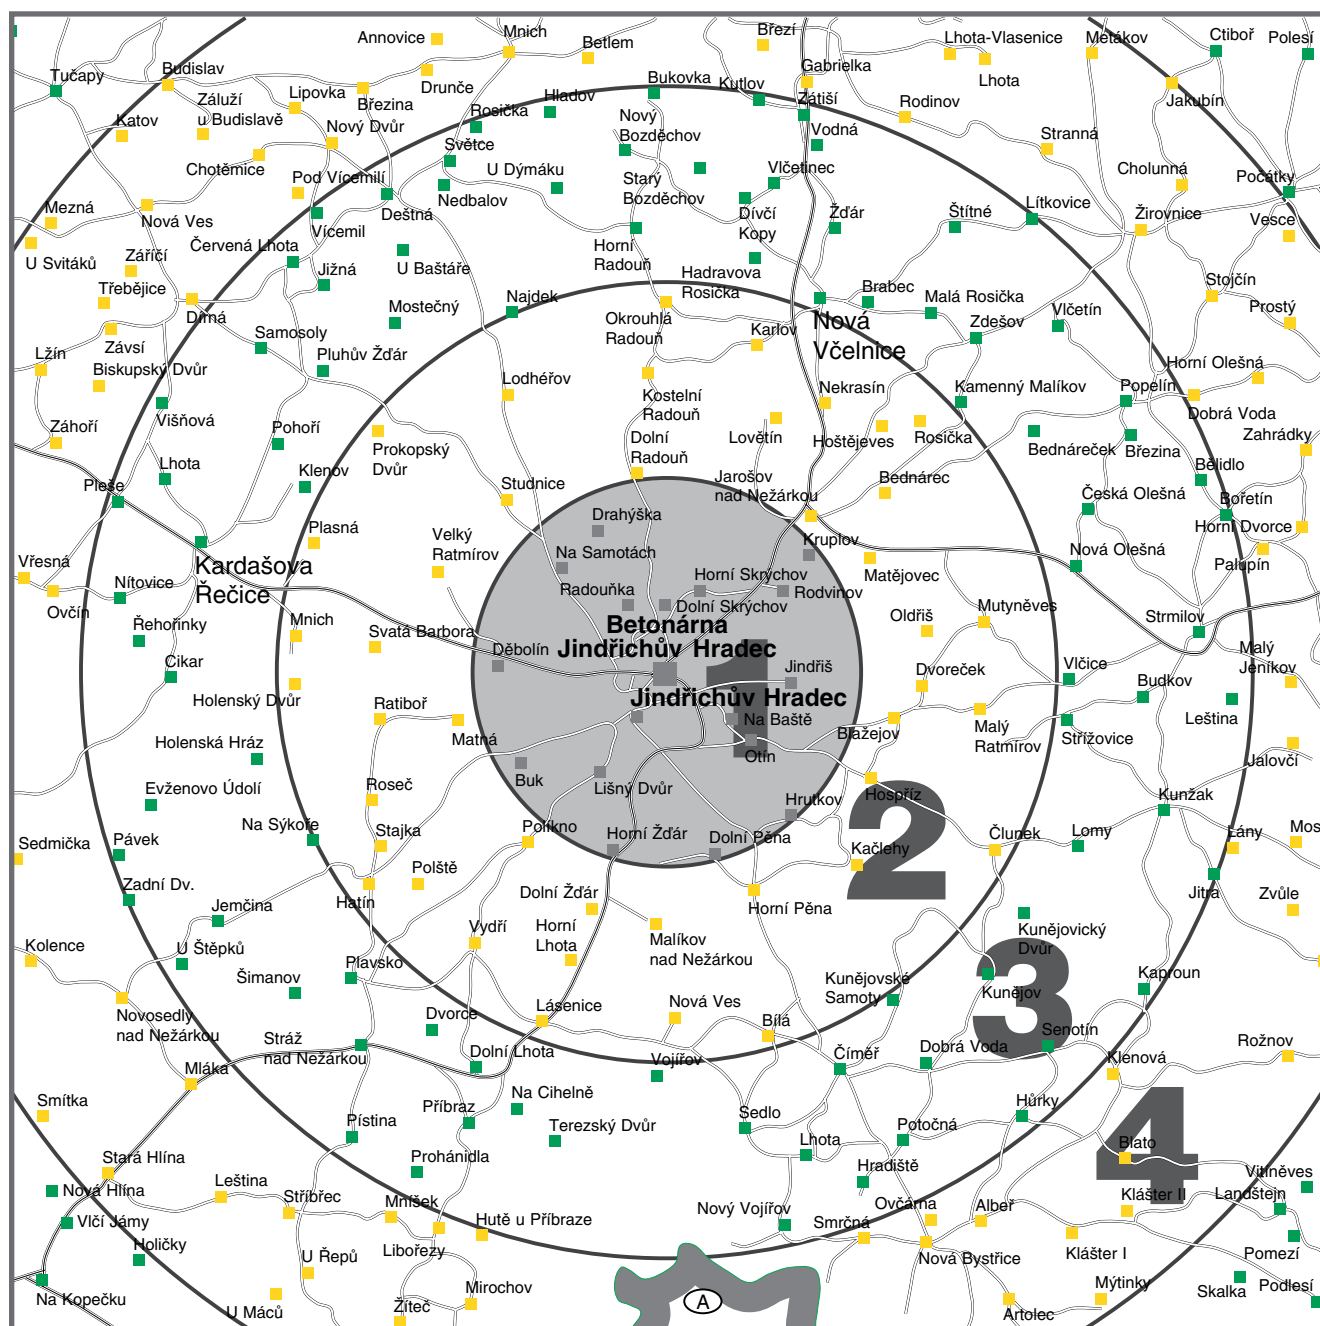 Mnich
Annovice
Betlem
Březí
Lhota-Vlasenice
Metákov
Ctiboř
Polesí
Tučapy
Budislav
Drunče
Bukovka
Kutlov
Gabrielka
Lhota
Jakubín
Záluží
u Budislavě
Lipovka
Březina
Rosička
Hladov
Zátiší
Rodinov
Katov
Nový Dvůr
Světce
Nový
Bozděchov
Vodná
Stranná
Chotěmice
Pod Vícemilí
U Dýmáku
Starý
Bozděchov
Vlčetinec
Cholunná
Počátky
Mezná
Nová Ves
Vícemil
Deštná
Nedbalov
Dívčí
Kopy
Žďár
Štítné
Lítkovice
Žirovnice
Vesce
U Svitáků
Záříčí
Červená Lhota
Jižná
U Baštáře
Horní
Radouň
Hadravova
Rosička
Brabec
Malá Rosička
Vlčetín
Stojčín
Prostý
Třebějice
Dírná
Mostečný
Najdek
Okrouhlá
Radouň
Karlov
Nová
Včelnice
Zdešov
Závsí
Samosoly
Lžín
Biskupský Dvůr
Pluhův Žďár
Lodhéřov
Kostelní
Radouň
Nekrasín
Kamenný Malíkov
Popelín
Horní Olešná
Dobrá Voda
Višňová
Záhoří
Pohoří
Prokopský
Dvůr
Dolní
Radouň
Lovětín
Hoštějeves
Rosička
Bednáreček
Březina
Zahrádky
Lhota
Klenov
Studnice
Jarošov
nad Nežárkou
Bednárec
Česká Olešná
Bělidlo
Pleše
Plasná
Velký
Ratmírov
Drahýška
Kruplov
Bořetín
Horní Dvorce
Na Samotách
Matějovec
Nová Olešná
Palupín
Vřesná
Kardašova
Řečice
Nítovice
Radouňka
Horní Skrýchov
Rodvinov
Ovčín
Dolní Skrýchov
Oldřiš
Mutyněves
Strmilov
Řehořinky
Mnich
Svatá Barbora
Betonárna
Jindřichův Hradec
1
Děbolín
Jindřiš
Cikar
Dvoreček
Vlčice
Malý
Jeníkov
Holenský Dvůr
Ratiboř
Jindřichův Hradec
Budkov
Leština
Na Baště
Holenská Hráz
Matná
Blažejov
Malý
Ratmírov
Střížovice
Otín
Jalovčí
Buk
Lišný Dvůr
Evženovo Údolí
Roseč
Hospříz
2
Hrutkov
Kunžak
Sedmička
Pávek
Na Sýkoře
Stajka
Polikno
Horní Žďár
Dolní Pěna
Kačlehy
Člunek
Lomy
Lány
Mos
Zadní Dv.
Jemčina
Hatín
Polště
Jitra
Zvůle
Dolní Žďár
Horní Pěna
Kolence
U Štěpků
Vydří
Horní
Lhota
Malíkov
nad Nežárkou
Kunějovický
Dvůr
3
Šimanov
Plavsko
Kunějovské
Samoty
Kunějov
Kaproun
Novosedly
nad Nežárkou
Dvorce
Lásenice
Nová Ves
Bílá
Stráž
nad Nežárkou
Dolní Lhota
Vojířov
Číměř
Dobrá Voda
Senotín
Rožnov
Mláka
Klenová
Smítka
Na Cihelně
4
Pístina
Příbraz
Terezský Dvůr
Sedlo
Potočná
Hůrky
Stará Hlína
Prohánidla
Lhota
Blato
Nová Hlína
Leština
Hradiště
Vitiněves
Stříbřec
Mníšek
Hutě u Příbraze
Nový Vojířov
Ovčárna
Albeř
Klášter II
Landštejn
Vlčí Jámy
Smrčná
Holičky
U Řepů
Libořezy
Nová Bystřice
Klášter I
Pomezí
Na Kopečku
Mirochov
A
Mýtinky
Skalka
Podlesí
U Máců
Žíteč
Artolec